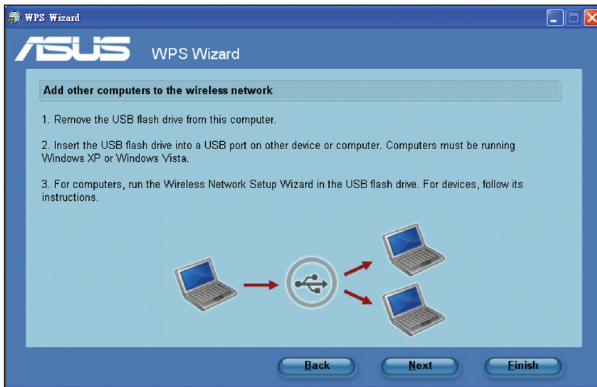 WPS Wizard
ASUS WPS Wizard
Add other computers to the wireless network
1. Remove the USB flash drive from this computer.
2. Insert the USB flash drive into a USB port on other device or computer. Computers must be running
Windows XP or Windows Vista.
3. For computers, run the Wireless Network Setup Wizard in the USB flash drive. For devices, follow its
instructions.
Back Next Finish